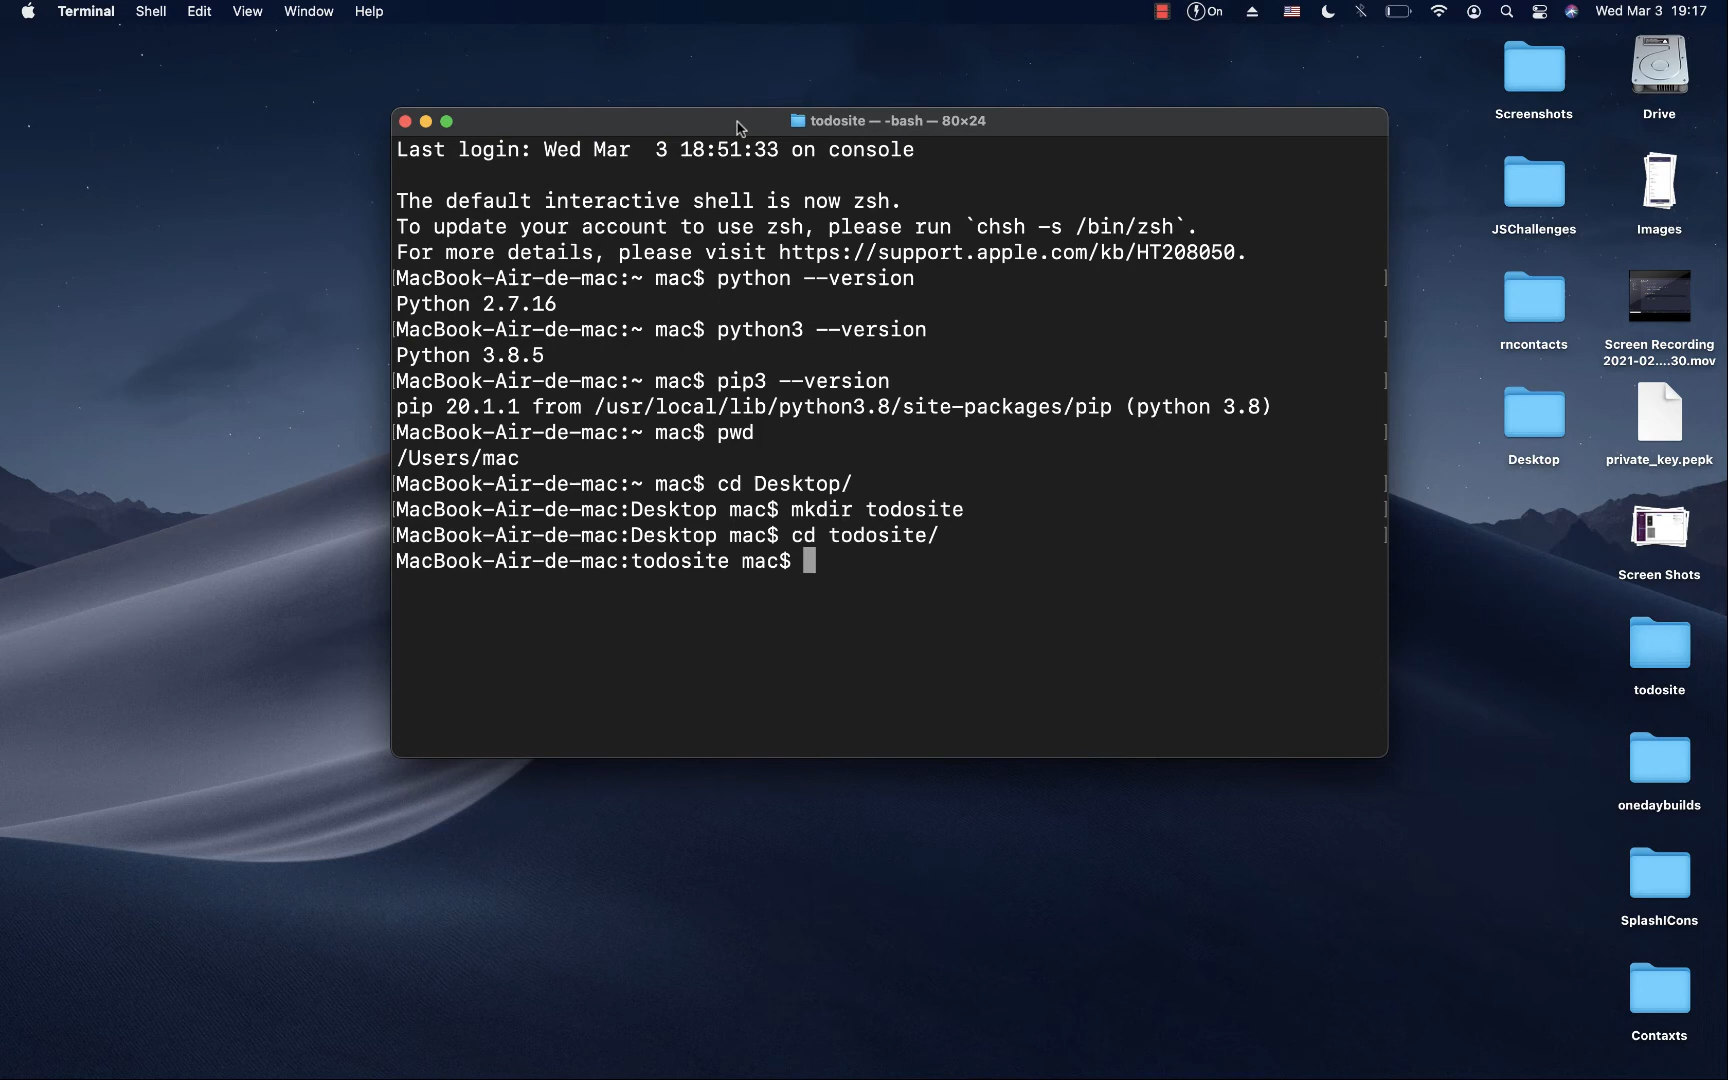 Terminal Shell Edit View Window Help On Wed Mar 3 19:17
todosite — -bash — 80×24
Last login: Wed Mar  3 18:51:33 on console
The default interactive shell is now zsh.
To update your account to use zsh, please run `chsh -s /bin/zsh`.
For more details, please visit https://support.apple.com/kb/HT208050.
[MacBook-Air-de-mac:~ mac$ python --version ]
Python 2.7.16
[MacBook-Air-de-mac:~ mac$ python3 --version ]
Python 3.8.5
[MacBook-Air-de-mac:~ mac$ pip3 --version ]
pip 20.1.1 from /usr/local/lib/python3.8/site-packages/pip (python 3.8)
[MacBook-Air-de-mac:~ mac$ pwd ]
/Users/mac
[MacBook-Air-de-mac:~ mac$ cd Desktop/ ]
[MacBook-Air-de-mac:Desktop mac$ mkdir todosite ]
[MacBook-Air-de-mac:Desktop mac$ cd todosite/ ]
MacBook-Air-de-mac:todosite mac$
Screenshots
Drive
JSChallenges
Images
rncontacts
Screen Recording
2021-02....30.mov
Desktop
private_key.pepk
Screen Shots
todosite
onedaybuilds
SplashICons
Contaxts